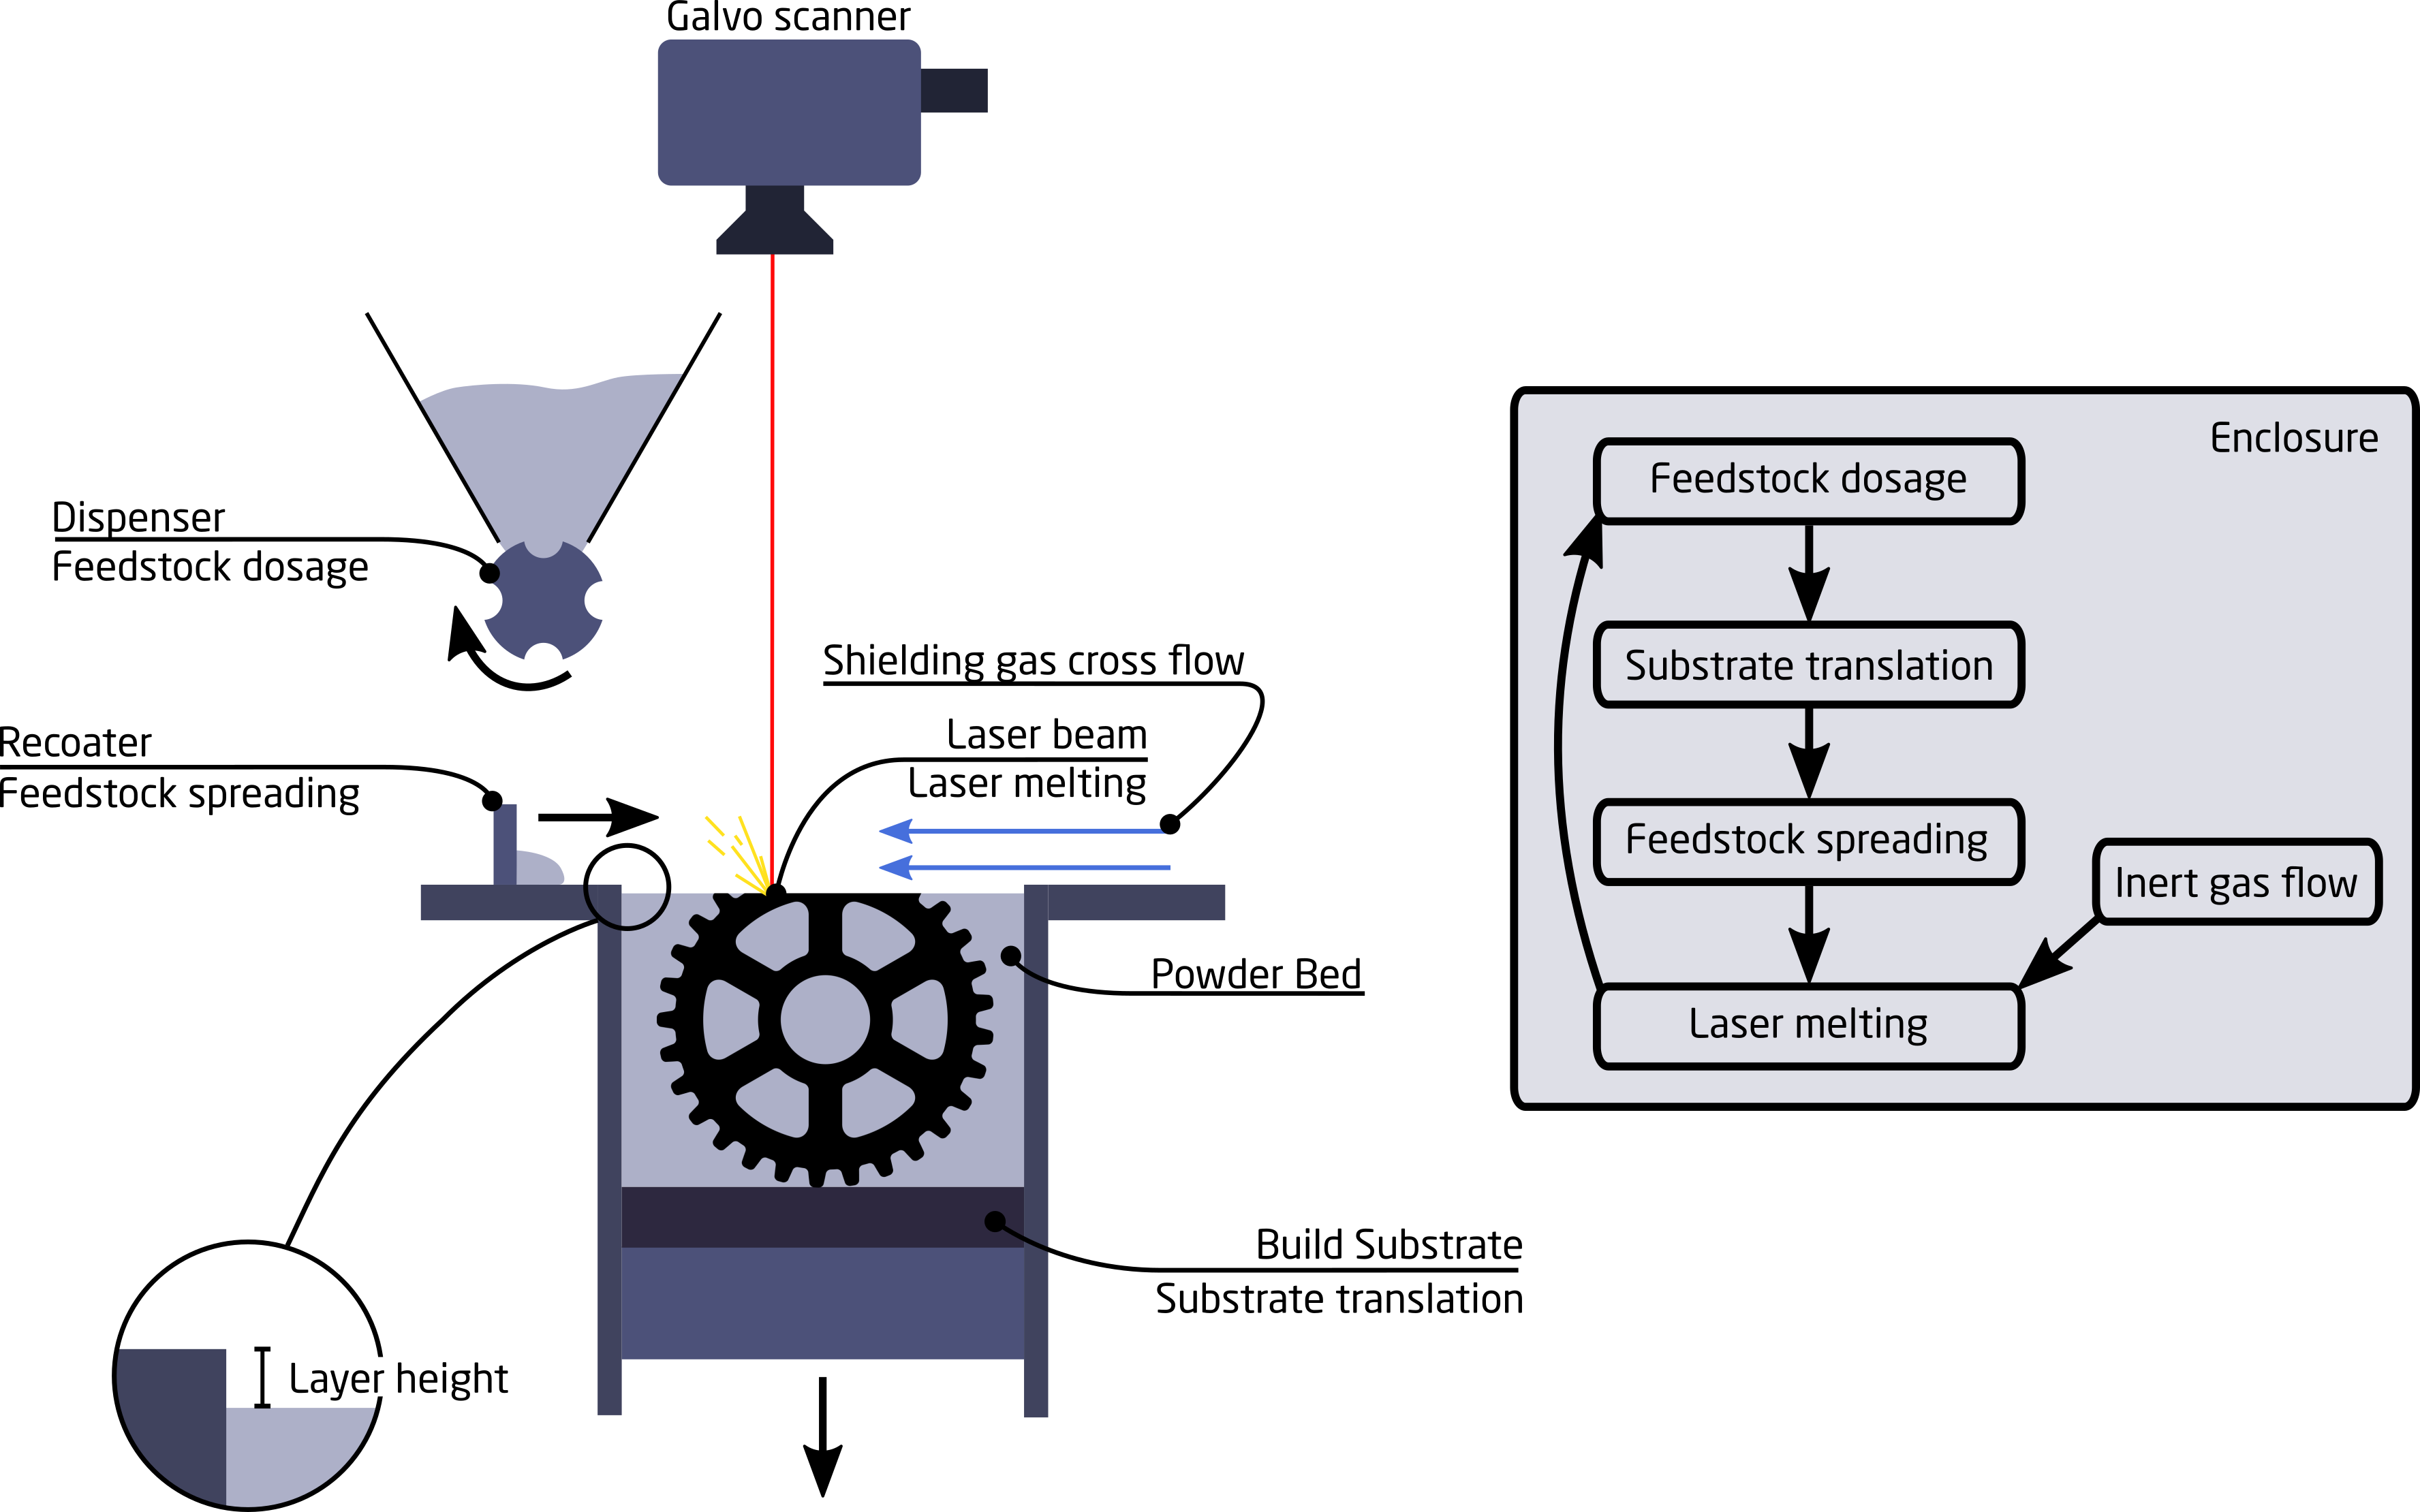 Galvo scanner
Dispenser
Feedstock dosage
Recoater
Feedstock spreading
Shielding gas cross flow
Laser beam
Laser melting
Powder Bed
Build Substrate
Substrate translation
Layer height
Enclosure
Feedstock dosage
Substrate translation
Feedstock spreading
Inert gas flow
Laser melting